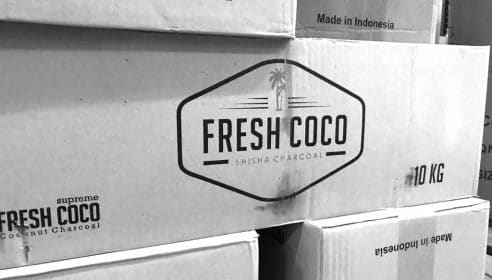 Made in Indonesia
FRESH COCO
SHISHA CHARCOAL
10 KG
supreme
FRESH COCO
Coconut Charcoal
Made in Indonesia